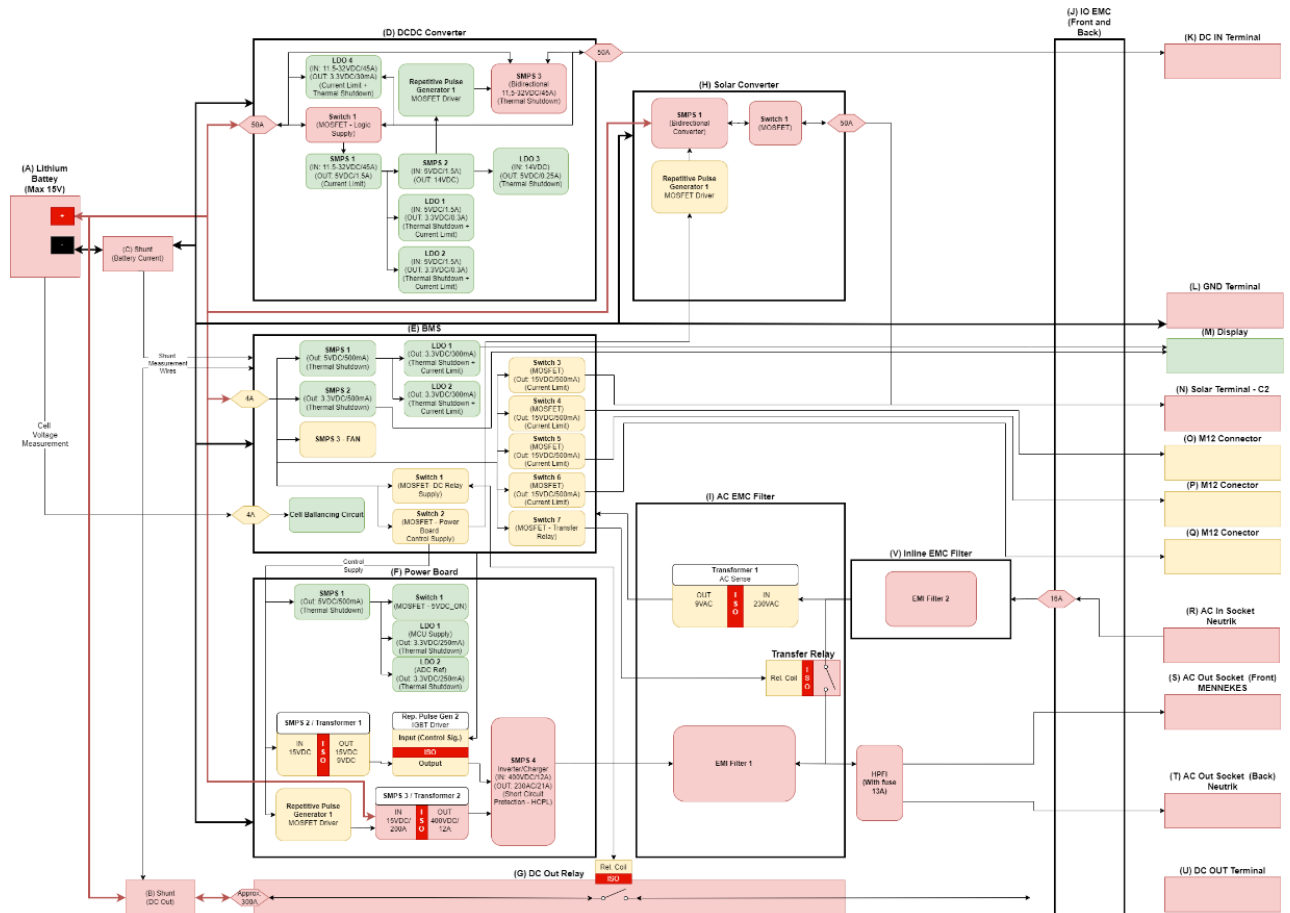 (J) IO EMC
(Front and
Back)
(D) DCDC Converter
(K) DC IN Terminal
50A
LDO 4
(IN: 11,5-32VDC/45A)
(OUT: 3.3VDC/30mA)
(Current Limit +
Thermal Shutdown)
Repetitive Pulse
Generator 1
MOSFET Driver
SMPS 3
(Bidirectional
11,5-32VDC/45A)
(Thermal Shutdown)
(H) Solar Converter
Switch 1
(MOSFET - Logic
Supply)
SMPS 1
(Bidirectional
Converter)
Switch 1
(MOSFET)
50A
(A) Lithium
Battey
(Max 15V)
+
-
SMPS 1
(IN: 11.5-32VDC/45A)
(OUT: 5VDC/1.5A)
(Current Limit)
SMPS 2
(IN: 5VDC/1.5A)
(OUT: 14VDC)
LDO 3
(IN: 14VDC)
(OUT: 5VDC/0.25A)
(Thermal Shutdown)
Repetitive Pulse
Generator 1
MOSFET Driver
LDO 1
(IN: 5VDC/1.5A)
(OUT: 3.3VDC/0.3A)
(Thermal Shutdown +
Current Limit)
(C) Shunt
(Battery Current)
LDO 2
(IN: 5VDC/1.5A)
(OUT: 3.3VDC/0.3A)
(Thermal Shutdown +
Current Limit)
(L) GND Terminal
(E) BMS
(M) Display
Shunt
Measurement
Wires
SMPS 1
(Out: 5VDC/500mA)
(Thermal Shutdown)
LDO 1
(Out: 3.3VDC/300mA)
(Thermal Shutdown +
Current Limit)
Switch 3
(MOSFET)
(Out: 15VDC/500mA)
(Current Limit)
4A
SMPS 2
(Out: 3.3VDC/500mA)
(Thermal Shutdown)
LDO 2
(Out: 3.3VDC/300mA)
(Thermal Shutdown +
Current Limit)
Switch 4
(MOSFET)
(Out: 15VDC/500mA)
(Current Limit)
(N) Solar Terminal - C2
Cell
Voltage
Measurement
SMPS 3 - FAN
Switch 5
(MOSFET)
(Out: 15VDC/500mA)
(Current Limit)
(O) M12 Connector
Switch 1
(MOSFET- DC Relay
Supply)
Switch 6
(MOSFET)
(Out: 15VDC/500mA)
(Current Limit)
(P) M12 Conector
4A
Cell Ballancing Circuit
Switch 2
(MOSFET - Power
Board
Control Supply)
Switch 7
(MOSFET - Transfer
Relay)
(I) AC EMC Filter
(Q) M12 Conector
Control
Supply
(F) Power Board
(V) Inline EMC Filter
SMPS 1
(Out: 5VDC/500mA)
(Thermal Shutdown)
Switch 1
(MOSFET - 5VDC_ON)
Transformer 1
AC Sense
OUT
9VAC
ISO
IN
230VAC
EMI Filter 2
16A
(R) AC In Socket
Neutrik
LDO 1
(MCU Supply)
(Out: 3.3VDC/250mA)
(Thermal Shutdown)
LDO 2
(ADC Ref)
(Out: 3.3VDC/250mA)
(Thermal Shutdown)
Transfer Relay
Rel. Coil
ISO
(S) AC Out Socket (Front)
MENNEKES
SMPS 2 / Transformer 1
IN
15VDC
ISO
OUT
15VDC
9VDC
Rep. Pulse Gen 2
IGBT Driver
Input (Control Sig.)
ISO
Output
SMPS 4
Inverter/Charger
(IN: 400VDC/12A)
(OUT: 230AC/21A)
(Short Circuit
Protection - HCPL)
EMI Filter 1
HPFI
(With fuse
13A)
(T) AC Out Socket (Back)
Neutrik
Repetitive Pulse
Generator 1
MOSFET Driver
SMPS 3 / Transformer 2
IN
15VDC/
200A
ISO
OUT
400VDC/
12A
Rel. Coil
ISO
(G) DC Out Relay
(U) DC OUT Terminal
(B) Shunt
(DC Out)
Approx.
300A